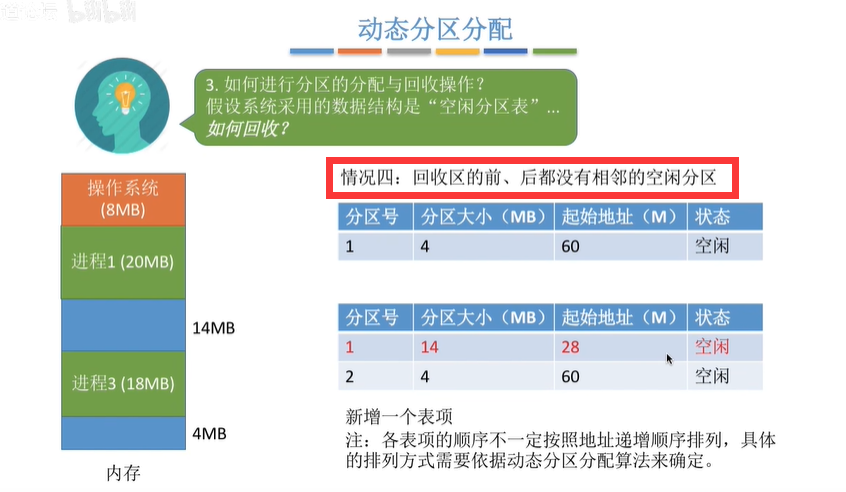 动态分区分配
3. 如何进行分区的分配与回收操作？
假设系统采用的数据结构是“空闲分区表”...
如何回收？
情况四：回收区的前、后都没有相邻的空闲分区
分区号 分区大小（MB） 起始地址（M） 状态
1 4 60 空闲
分区号 分区大小（MB） 起始地址（M） 状态
1 14 28 空闲
2 4 60 空闲
新增一个表项
注：各表项的顺序不一定按照地址递增顺序排列，具体
的排列方式需要依据动态分区分配算法来确定。
操作系统
(8MB)
进程1 (20MB)
14MB
进程3 (18MB)
4MB
内存